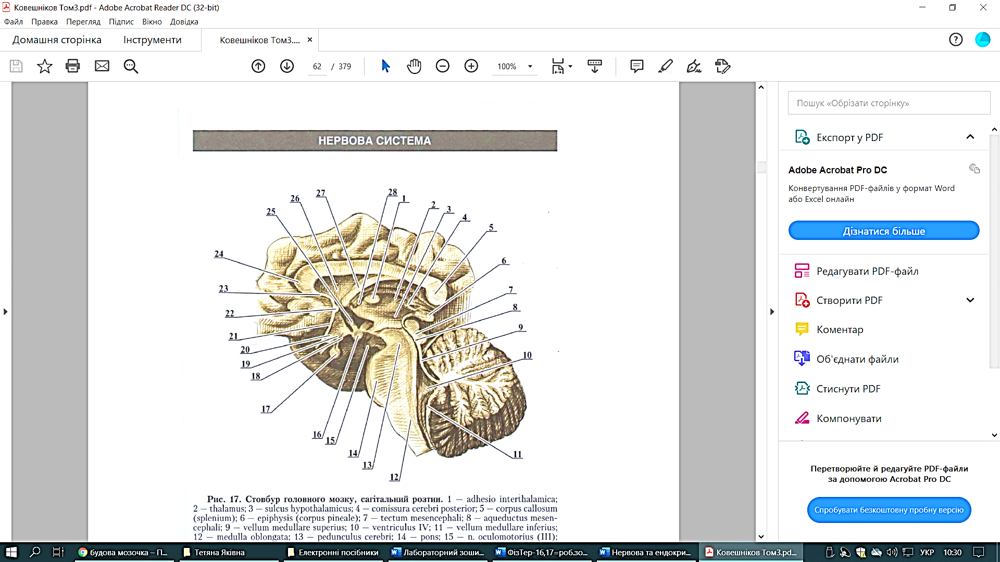 Ковешніков Том3.pdf - Adobe Acrobat Reader DC (32-bit)
Файл Правка Перегляд Підпис Вікно Довідка
Домашня сторінка Інструменти Ковешніков Том3.... ×
62 / 379 100%
Пошук «Обрізати сторінку»
Експорт у PDF
Adobe Acrobat Pro DC
Конвертування PDF-файлів у формат Word
або Excel онлайн
Дізнатися більше
Редагувати PDF-файл
Створити PDF
Коментар
Об'єднати файли
Стиснути PDF
Компонувати
Перетворюйте й редагуйте PDF-файли
за допомогою Acrobat Pro DC
Спробувати безкоштовну пробну версію
НЕРВОВА СИСТЕМА
28
27
26
1
25
2
3
4
5
24
6
23
7
22
8
21
9
20
10
19
18
17
16
15
14
11
13
12
Рис. 17. Стовбур головного мозку, сагітальний розтин. 1 — adhesio interthalamica;
2 — thalamus; 3 — sulcus hypothalamicus; 4 — comissura cerebri posterior; 5 — corpus callosum
(splenium); 6 — epiphysis (corpus pineale); 7 — tectum mesencephali; 8 — aqueductus mesen-
cephali; 9 — vellum medullare superius; 10 — ventriculus IV; 11 — vellum medullare inferius;
12 — medulla oblongata; 13 — pedunculus cerebri; 14 — pons; 15 — n. oculomotorius (III);
будова мозочка – П...
Тетяна Яківна
Електронні посібники
Лабораторний зоши...
ФізТер-16,17=роб.зо...
Нервова та ендокри...
Ковешніков Том3.pd...
УКР 10:30